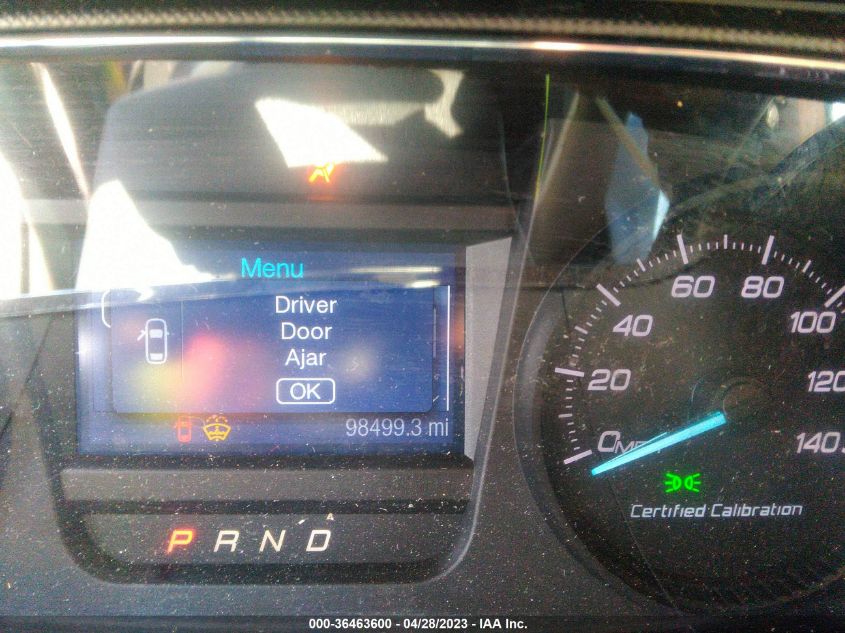 Menu
Driver
Door
Ajar
OK
98499.3 mi
P R N D
0 20 40 60 80 100 120 140
Certified Calibration
000-36463600 - 04/28/2023 - IAA Inc.